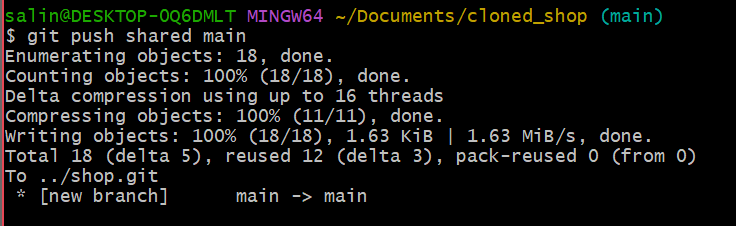 salin@DESKTOP-OQ6DMLT MINGW64 ~/Documents/cloned_shop (main)
$ git push shared main
Enumerating objects: 18, done.
Counting objects: 100% (18/18), done.
Delta compression using up to 16 threads
Compressing objects: 100% (11/11), done.
Writing objects: 100% (18/18), 1.63 KiB | 1.63 MiB/s, done.
Total 18 (delta 5), reused 12 (delta 3), pack-reused 0 (from 0)
To ../shop.git
 * [new branch]      main -> main